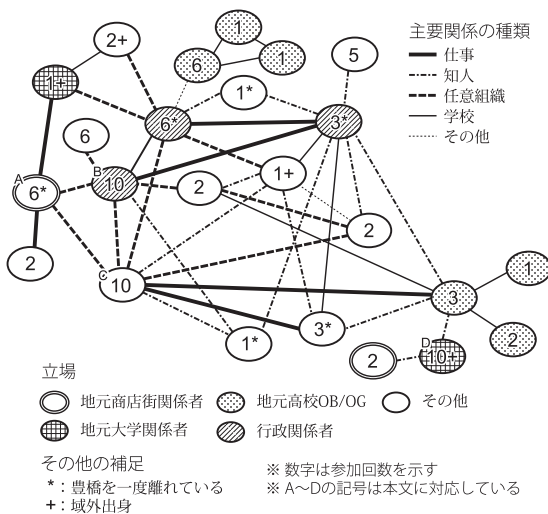 主要関係の種類
仕事
知人
任意組織
学校
その他
1
2+
6
1
5
1+
1*
6*
3*
6
A
6*
B
10
2
1+
2
2
C
10
3
1
1*
3*
2
2
D
10+
立場
地元商店街関係者
地元高校OB/OG
その他
地元大学関係者
行政関係者
その他の補足
*：豊橋を一度離れている
+：域外出身
※ 数字は参加回数を示す
※ A〜Dの記号は本文に対応している